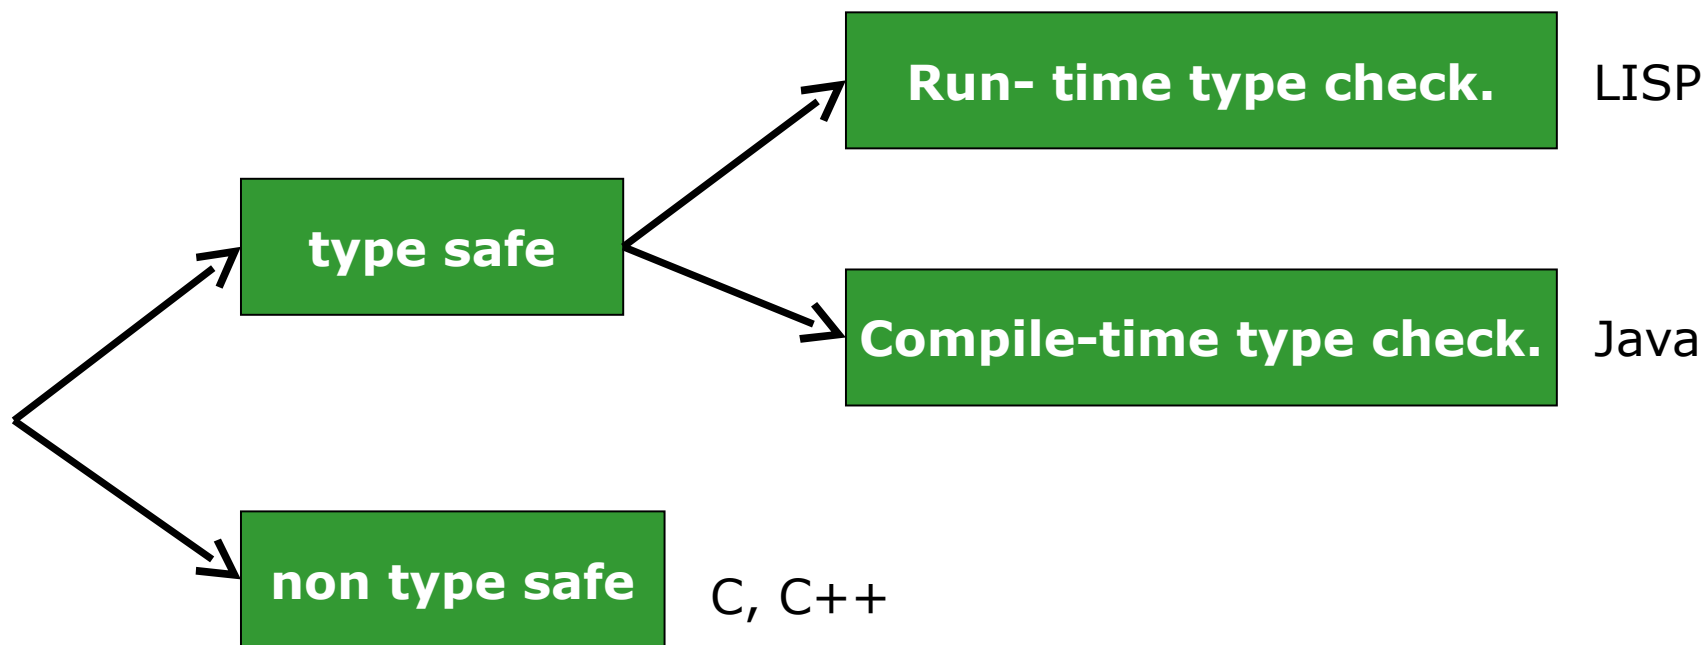 Run- time type check.
LISP
type safe
Compile-time type check.
Java
non type safe
C, C++